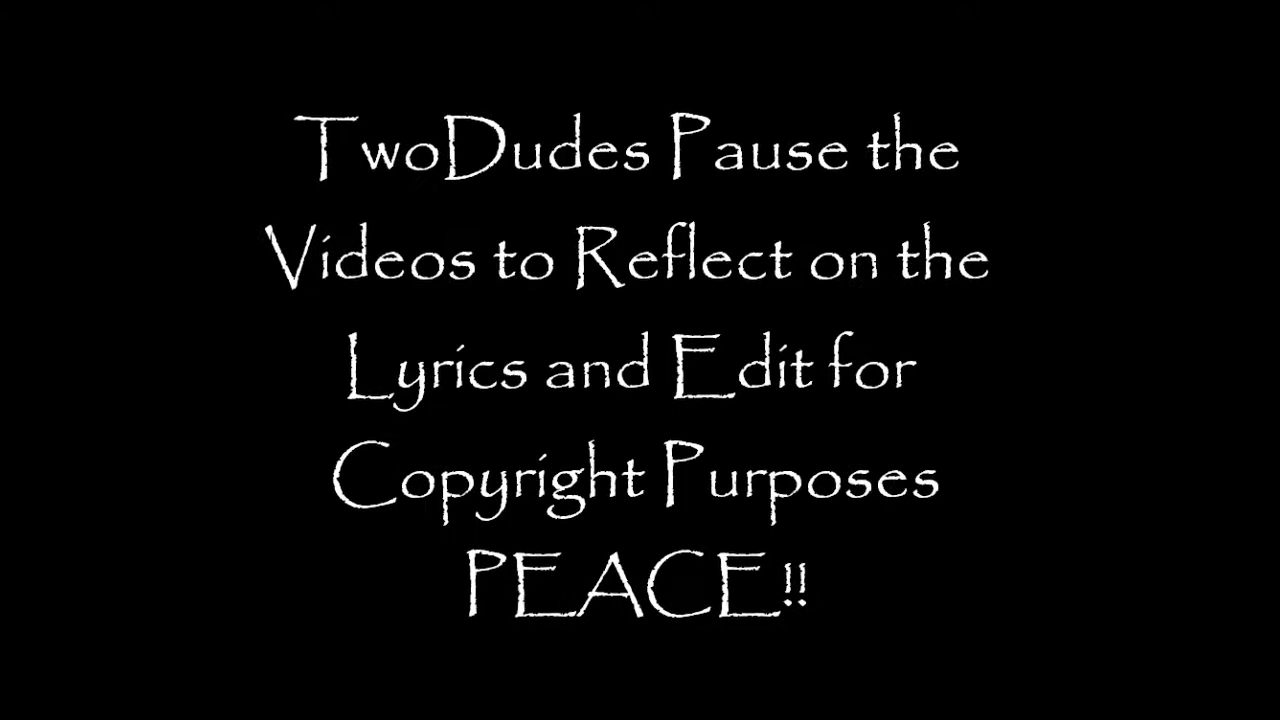 TwoDudes Pause the
Videos to Reflect on the
Lyrics and Edit for
Copyright Purposes
PEACE!!